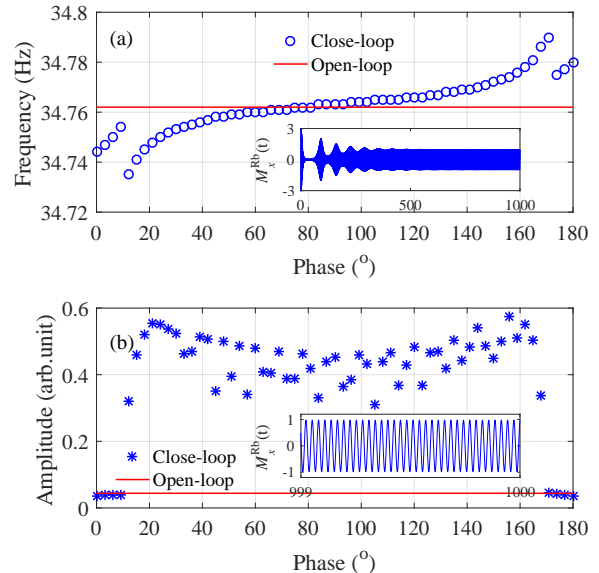 34.78
34.76
34.74
34.72
Frequency (Hz)
(a)
Close-loop
Open-loop
3
0
-3
M_x^Rb(t)
0 500 1000
0 20 40 60 80 100 120 140 160 180
Phase (°)
0.6
0.4
0.2
0
Amplitude (arb.unit)
(b)
Close-loop
Open-loop
1
0
-1
M_x^Rb(t)
999 1000
0 20 40 60 80 100 120 140 160 180
Phase (°)